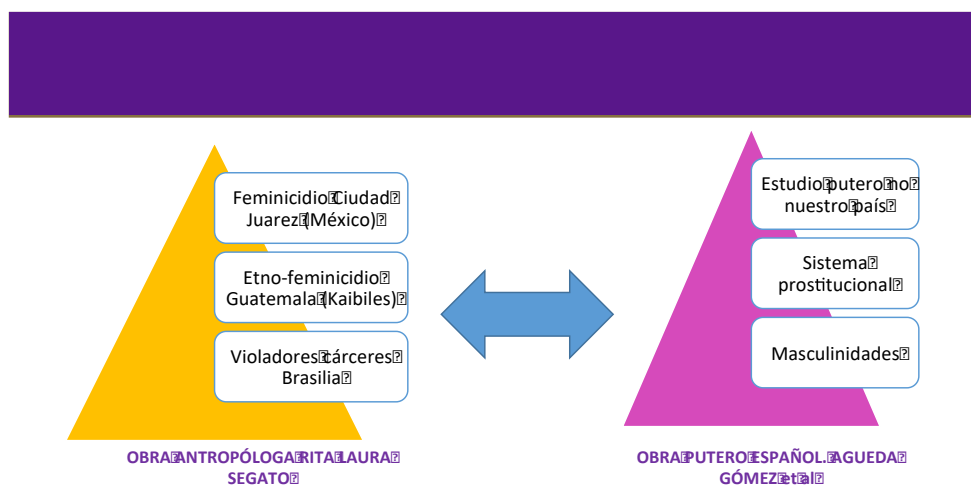 Feminicidio Ciudad
Juarez (México)
Etno-feminicidio
Guatemala (Kaibiles)
Violadores cárceres
Brasilia
OBRA ANTROPÓLOGA RITA LAURA
SEGATO
Estudio putero no
nuestro país
Sistema
prostitucional
Masculinidades
OBRA PUTERO ESPAÑOL. AGUEDA
GÓMEZ et al